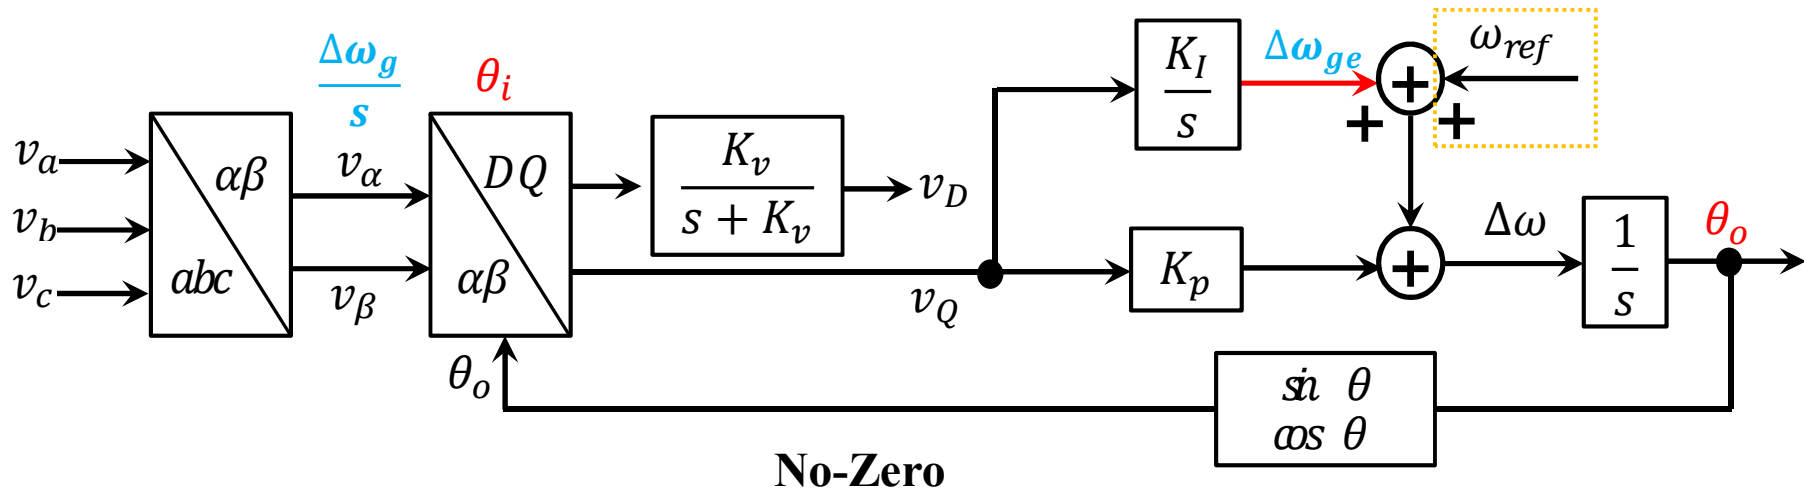 v_a
v_b
v_c
αβ
abc
Δω_g
s
v_α
v_β
θ_i
DQ
αβ
θ_o
K_v
s + K_v
v_D
v_Q
K_I
s
Δω_ge
+
ω_ref
+
+
K_p
+
Δω
1
s
θ_o
sin θ
cos θ
No-Zero